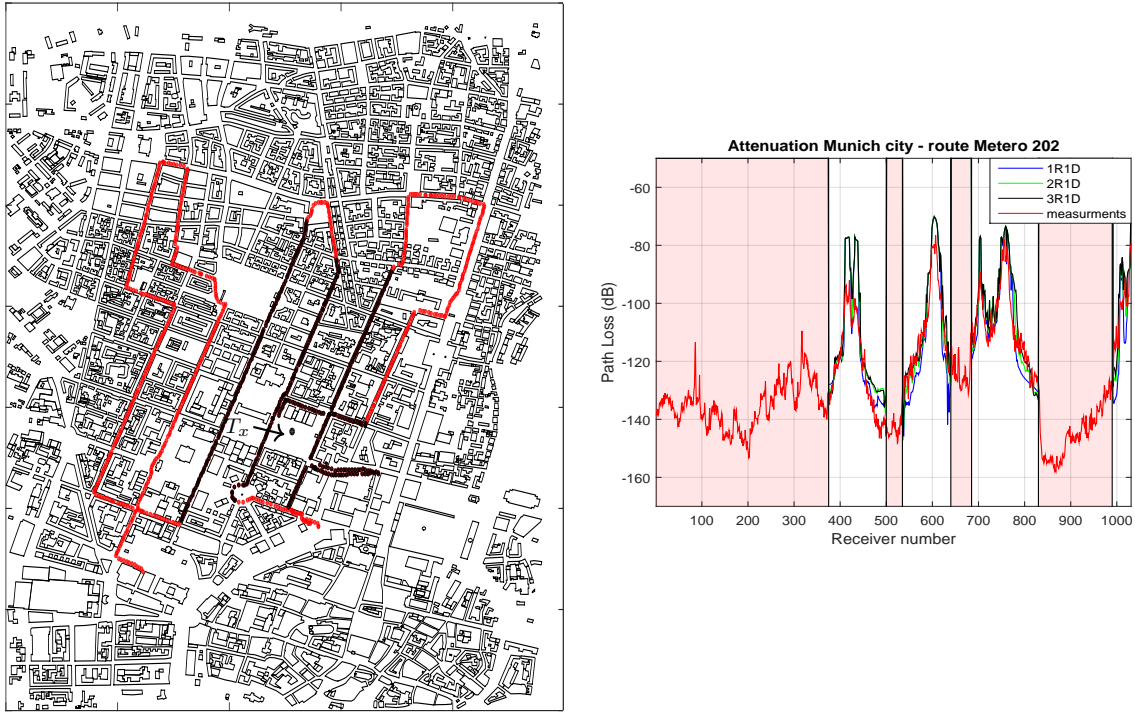 T_x
Attenuation Munich city - route Metero 202
1R1D
2R1D
3R1D
measurments
Path Loss (dB)
-60
-80
-100
-120
-140
-160
100 200 300 400 500 600 700 800 900 1000
Receiver number